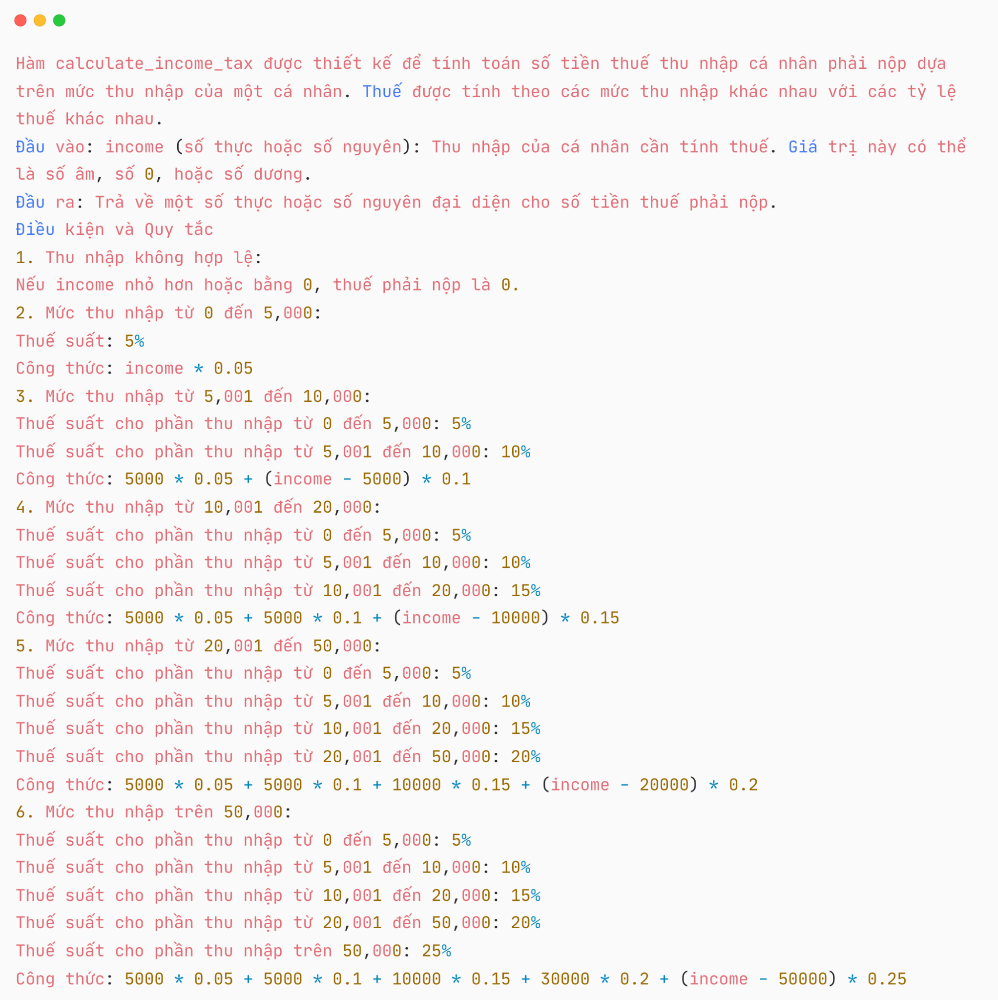 Hàm calculate_income_tax được thiết kế để tính toán số tiền thuế thu nhập cá nhân phải nộp dựa
trên mức thu nhập của một cá nhân. Thuế được tính theo các mức thu nhập khác nhau với các tỷ lệ
thuế khác nhau.
Đầu vào: income (số thực hoặc số nguyên): Thu nhập của cá nhân cần tính thuế. Giá trị này có thể
là số âm, số 0, hoặc số dương.
Đầu ra: Trả về một số thực hoặc số nguyên đại diện cho số tiền thuế phải nộp.
Điều kiện và Quy tắc
1. Thu nhập không hợp lệ:
Nếu income nhỏ hơn hoặc bằng 0, thuế phải nộp là 0.
2. Mức thu nhập từ 0 đến 5,000:
Thuế suất: 5%
Công thức: income * 0.05
3. Mức thu nhập từ 5,001 đến 10,000:
Thuế suất cho phần thu nhập từ 0 đến 5,000: 5%
Thuế suất cho phần thu nhập từ 5,001 đến 10,000: 10%
Công thức: 5000 * 0.05 + (income - 5000) * 0.1
4. Mức thu nhập từ 10,001 đến 20,000:
Thuế suất cho phần thu nhập từ 0 đến 5,000: 5%
Thuế suất cho phần thu nhập từ 5,001 đến 10,000: 10%
Thuế suất cho phần thu nhập từ 10,001 đến 20,000: 15%
Công thức: 5000 * 0.05 + 5000 * 0.1 + (income - 10000) * 0.15
5. Mức thu nhập từ 20,001 đến 50,000:
Thuế suất cho phần thu nhập từ 0 đến 5,000: 5%
Thuế suất cho phần thu nhập từ 5,001 đến 10,000: 10%
Thuế suất cho phần thu nhập từ 10,001 đến 20,000: 15%
Thuế suất cho phần thu nhập từ 20,001 đến 50,000: 20%
Công thức: 5000 * 0.05 + 5000 * 0.1 + 10000 * 0.15 + (income - 20000) * 0.2
6. Mức thu nhập trên 50,000:
Thuế suất cho phần thu nhập từ 0 đến 5,000: 5%
Thuế suất cho phần thu nhập từ 5,001 đến 10,000: 10%
Thuế suất cho phần thu nhập từ 10,001 đến 20,000: 15%
Thuế suất cho phần thu nhập từ 20,001 đến 50,000: 20%
Thuế suất cho phần thu nhập trên 50,000: 25%
Công thức: 5000 * 0.05 + 5000 * 0.1 + 10000 * 0.15 + 30000 * 0.2 + (income - 50000) * 0.25